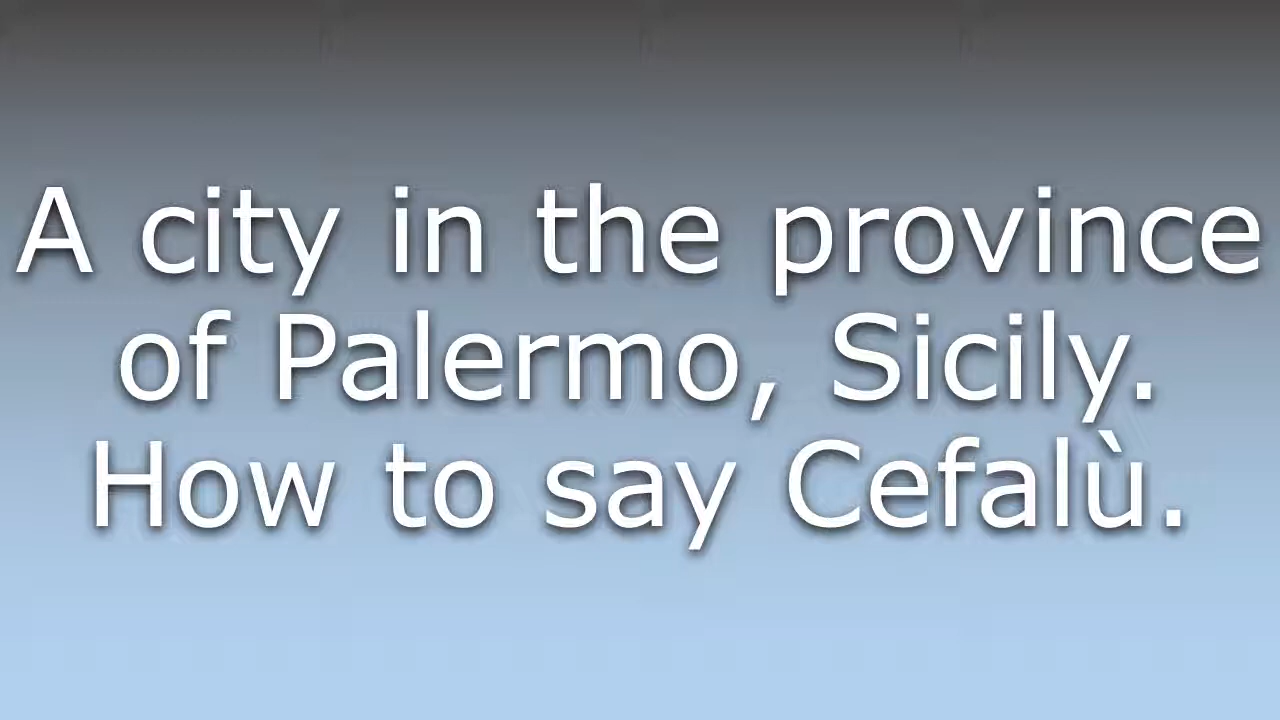 A city in the province
of Palermo, Sicily.
How to say Cefalù.